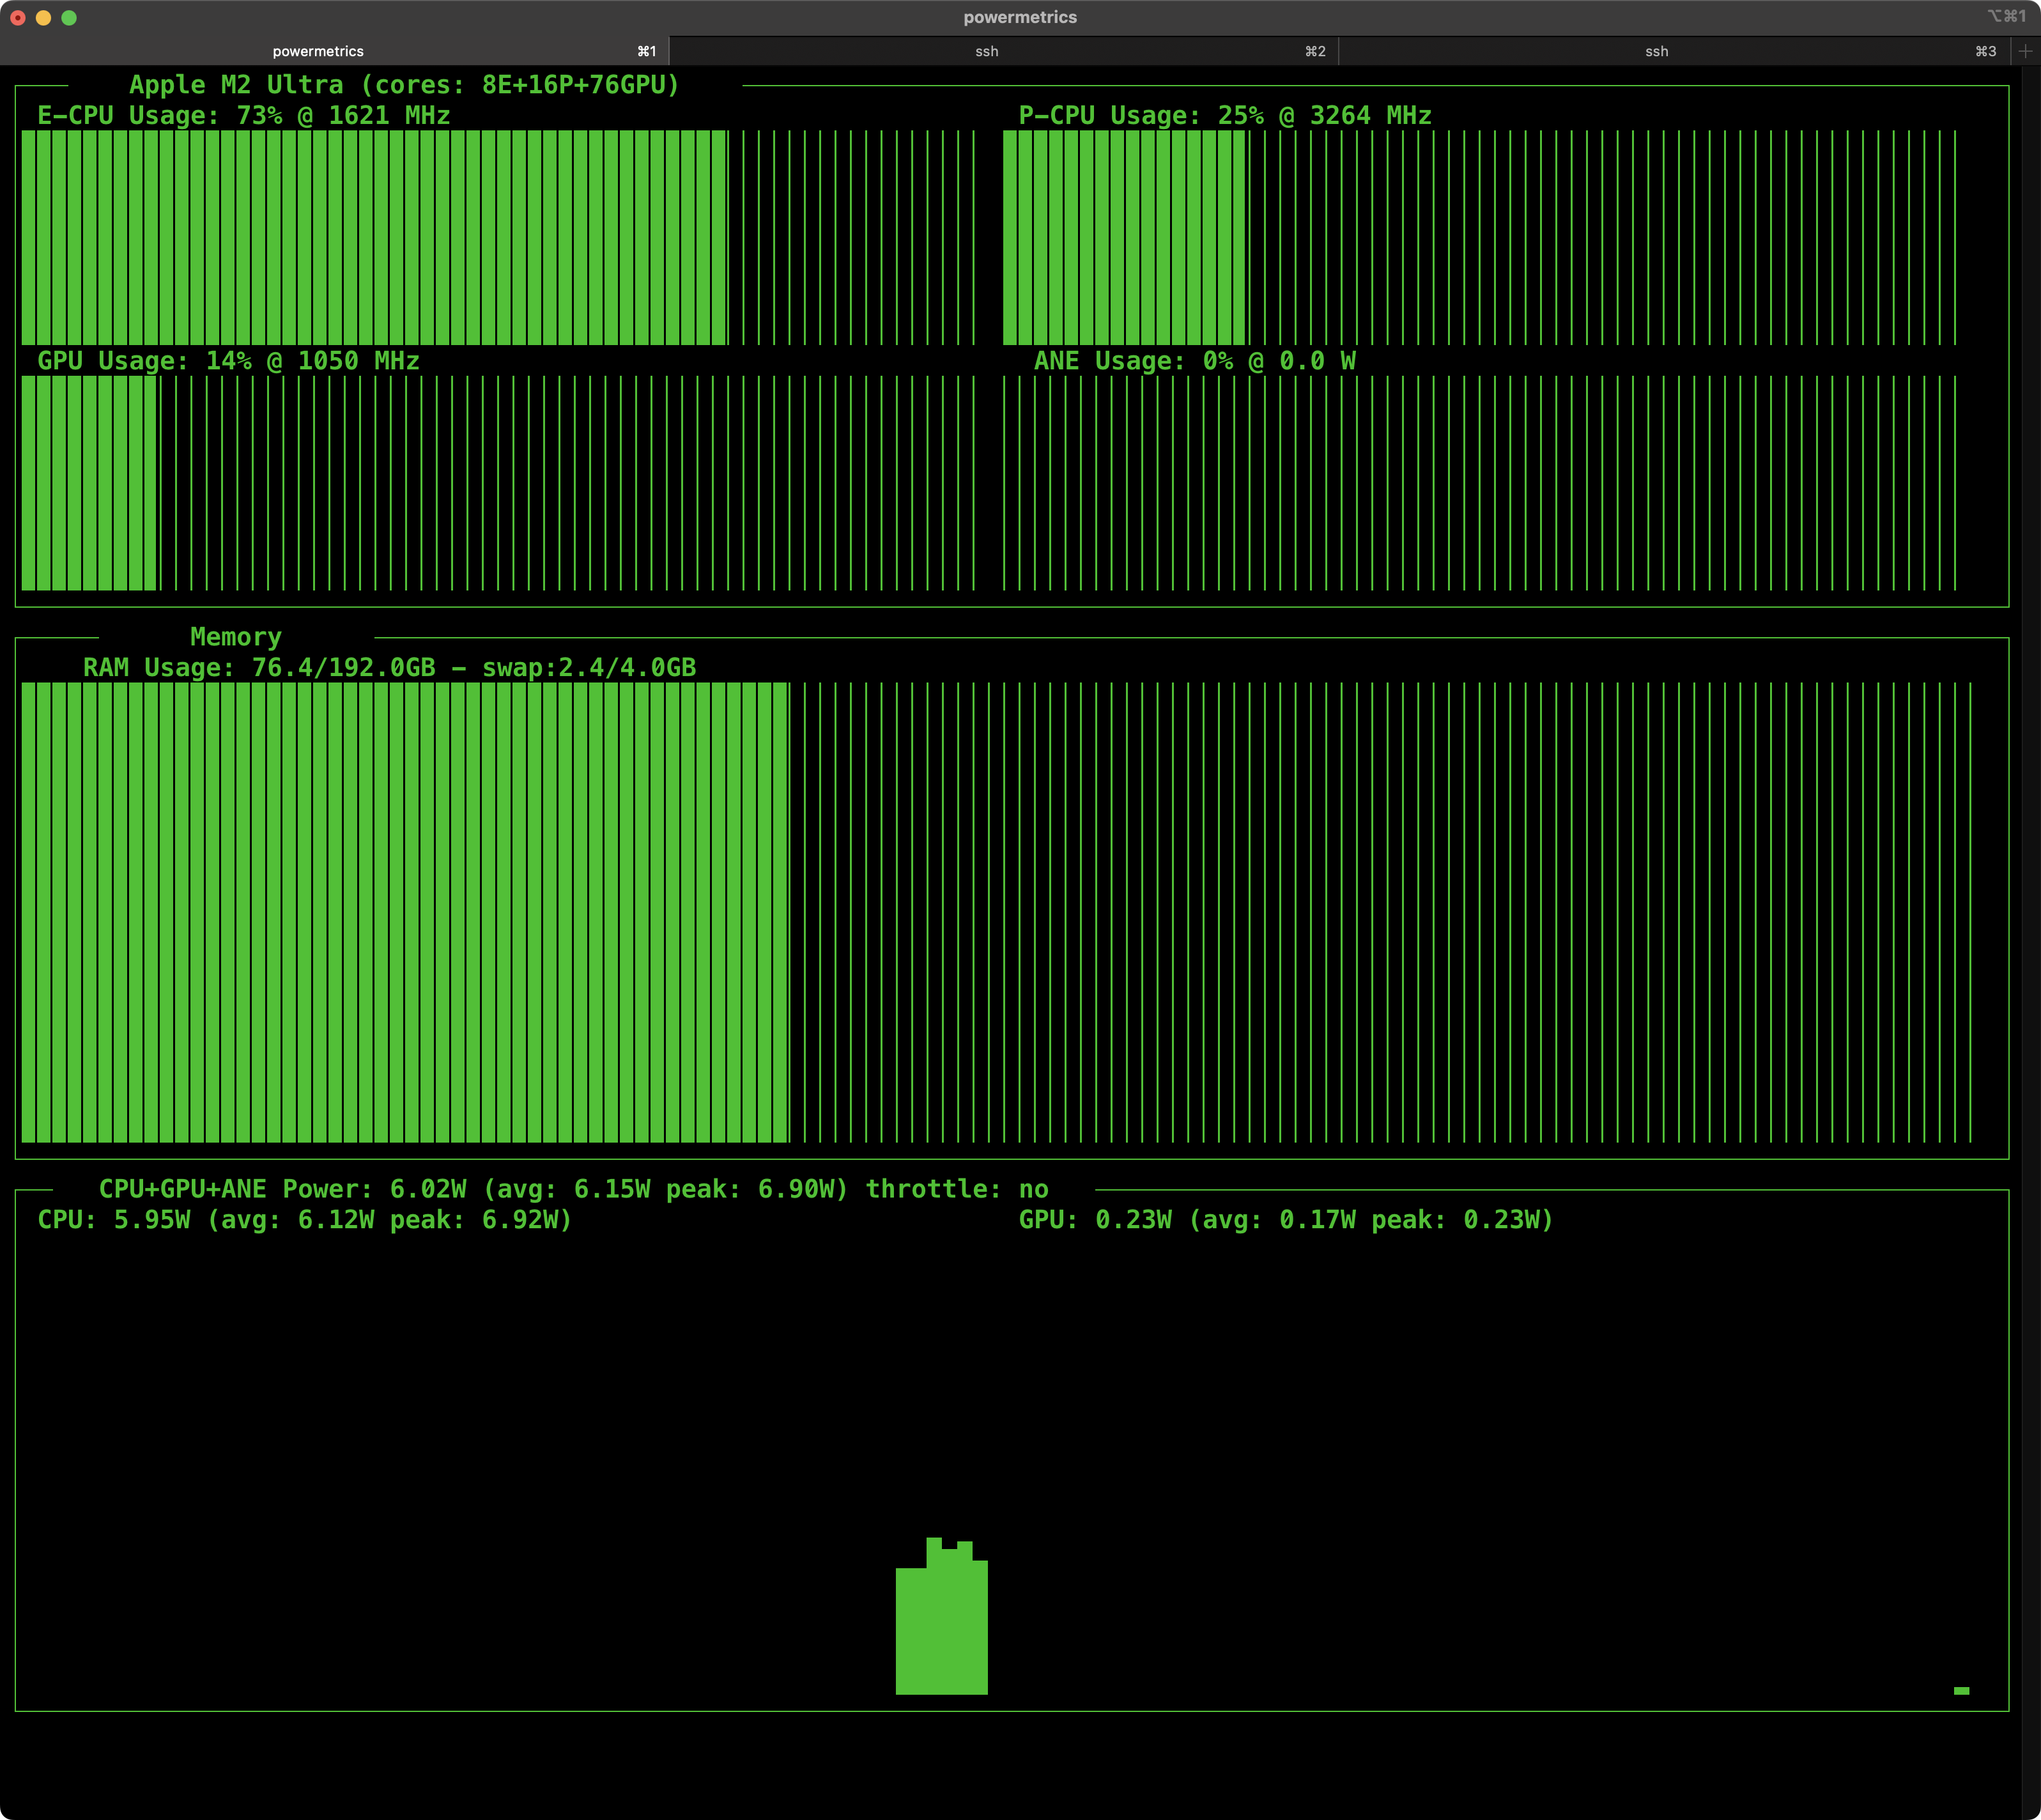 powermetrics
⌥⌘1
powermetrics ⌘1
ssh ⌘2
ssh ⌘3
Apple M2 Ultra (cores: 8E+16P+76GPU)
E-CPU Usage: 73% @ 1621 MHz
P-CPU Usage: 25% @ 3264 MHz
GPU Usage: 14% @ 1050 MHz
ANE Usage: 0% @ 0.0 W
Memory
RAM Usage: 76.4/192.0GB - swap:2.4/4.0GB
CPU+GPU+ANE Power: 6.02W (avg: 6.15W peak: 6.90W) throttle: no
CPU: 5.95W (avg: 6.12W peak: 6.92W)
GPU: 0.23W (avg: 0.17W peak: 0.23W)